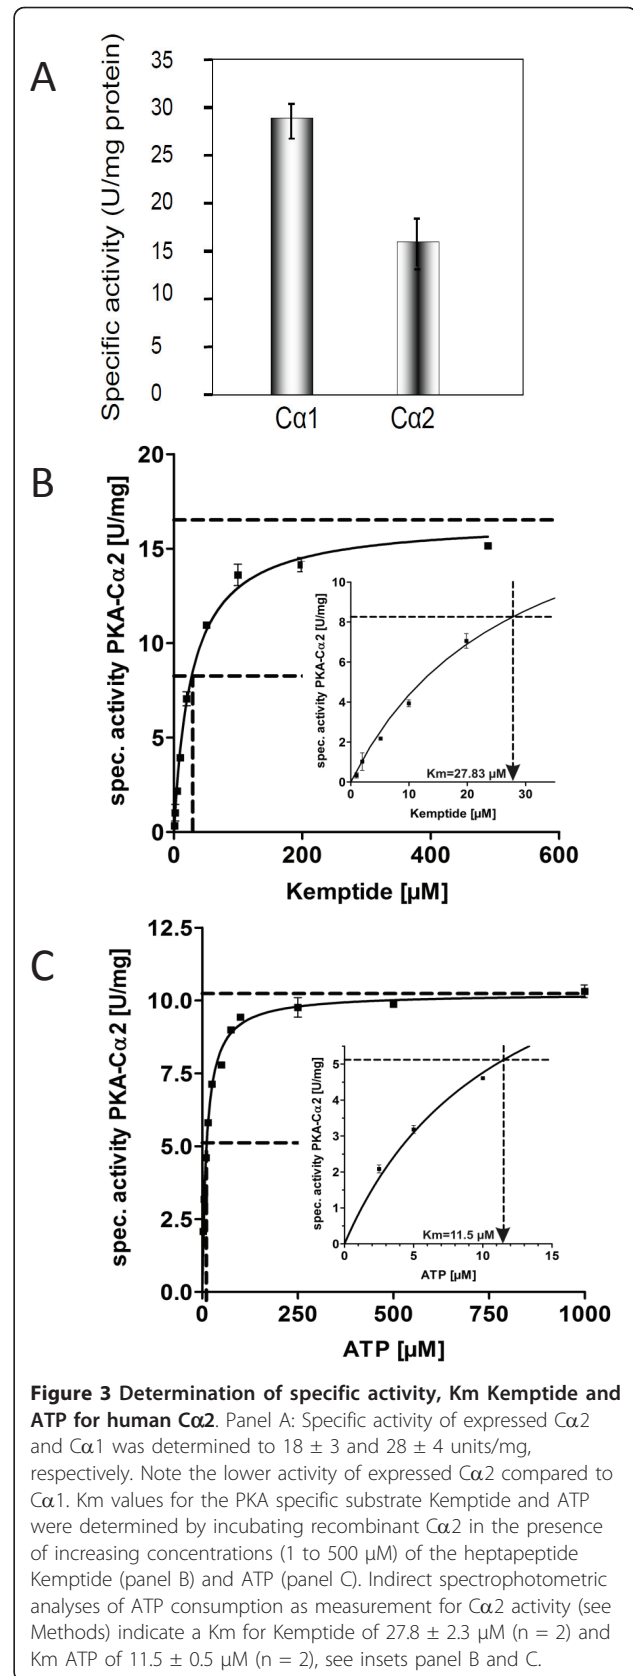 A
Specific activity (U/mg protein)
35
30
25
20
15
10
5
0
Cα1 Cα2
B
spec. activity PKA-Cα2 [U/mg]
20
15
10
5
0
0 200 400 600
Kemptide [µM]
spec. activity PKA-Cα2 [U/mg]
10
8
6
4
2
0
Km=27.83 µM
0 10 20 30
Kemptide [µM]
C
spec. activity PKA-Cα2 [U/mg]
12.5
10.0
7.5
5.0
2.5
0.0
0 250 500 750 1000
ATP [µM]
spec. activity PKA-Cα2 [U/mg]
5
4
3
2
1
0
Km=11.5 µM
0 5 10 15
ATP [µM]
Figure 3 Determination of specific activity, Km Kemptide and
ATP for human Cα2. Panel A: Specific activity of expressed Cα2
and Cα1 was determined to 18 ± 3 and 28 ± 4 units/mg,
respectively. Note the lower activity of expressed Cα2 compared to
Cα1. Km values for the PKA specific substrate Kemptide and ATP
were determined by incubating recombinant Cα2 in the presence
of increasing concentrations (1 to 500 µM) of the heptapeptide
Kemptide (panel B) and ATP (panel C). Indirect spectrophotometric
analyses of ATP consumption as measurement for Cα2 activity (see
Methods) indicate a Km for Kemptide of 27.8 ± 2.3 µM (n = 2) and
Km ATP of 11.5 ± 0.5 µM (n = 2), see insets panel B and C.